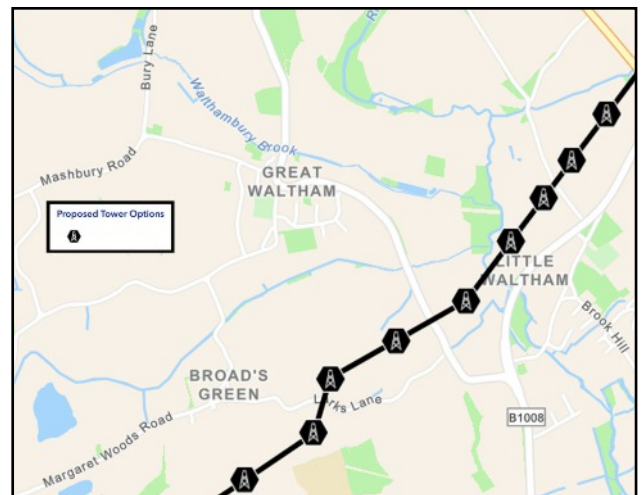 Bury Lane
Walthambury Brook
Mashbury Road
GREAT
WALTHAM
Proposed Tower Options
LITTLE
WALTHAM
Brook Hill
BROAD'S
GREEN
Larks Lane
B1008
Margaret Woods Road